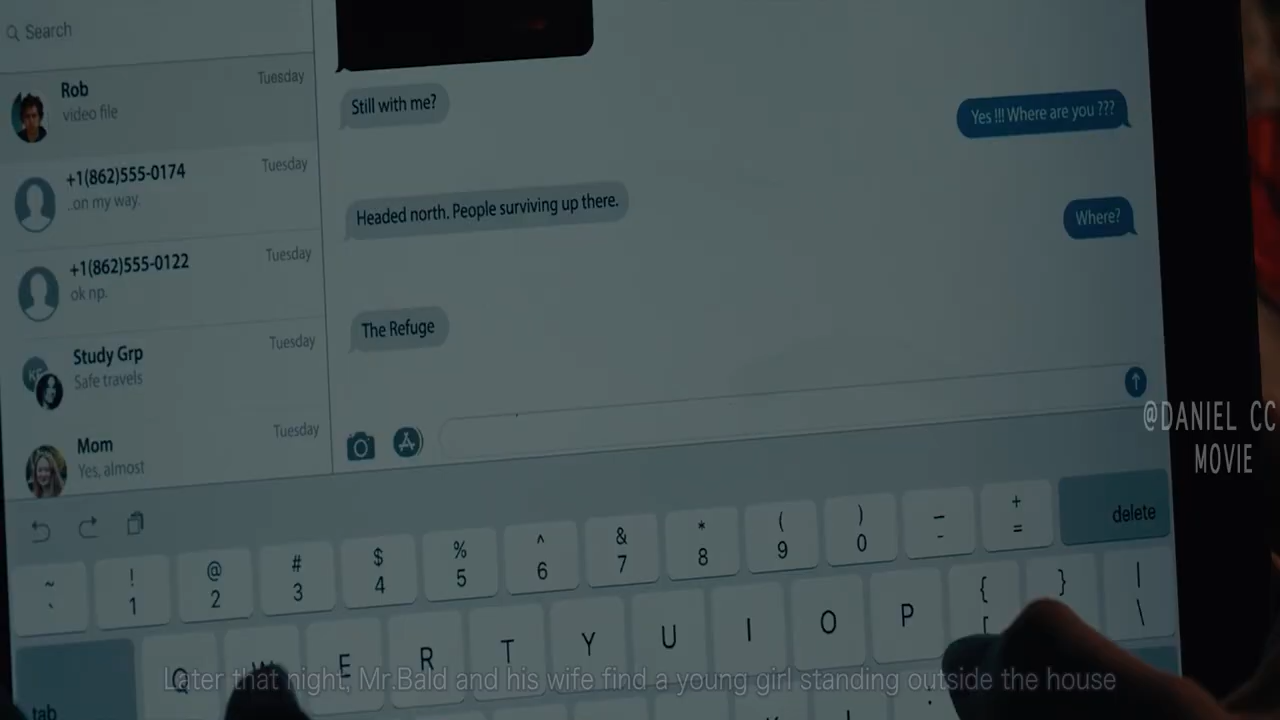 Search
Rob
Tuesday
video file
+1(862)555-0174
Tuesday
..on my way.
+1(862)555-0122
Tuesday
ok np.
Study Grp
Tuesday
Safe travels
Mom
Tuesday
Yes, almost
Still with me?
Yes !!! Where are you ???
Headed north. People surviving up there.
Where?
The Refuge
@DANIEL CC
MOVIE
~ ! @ # $ % ^ & * ( ) _ +
` 1 2 3 4 5 6 7 8 9 0 - = delete
tab Q W E R T Y U I O P { [ } | \
Later that night, Mr.Bald and his wife find a young girl standing outside the house